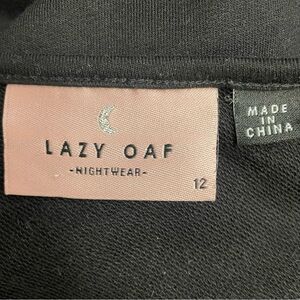 LAZY OAF
-NIGHTWEAR-
12
MADE
IN
CHINA